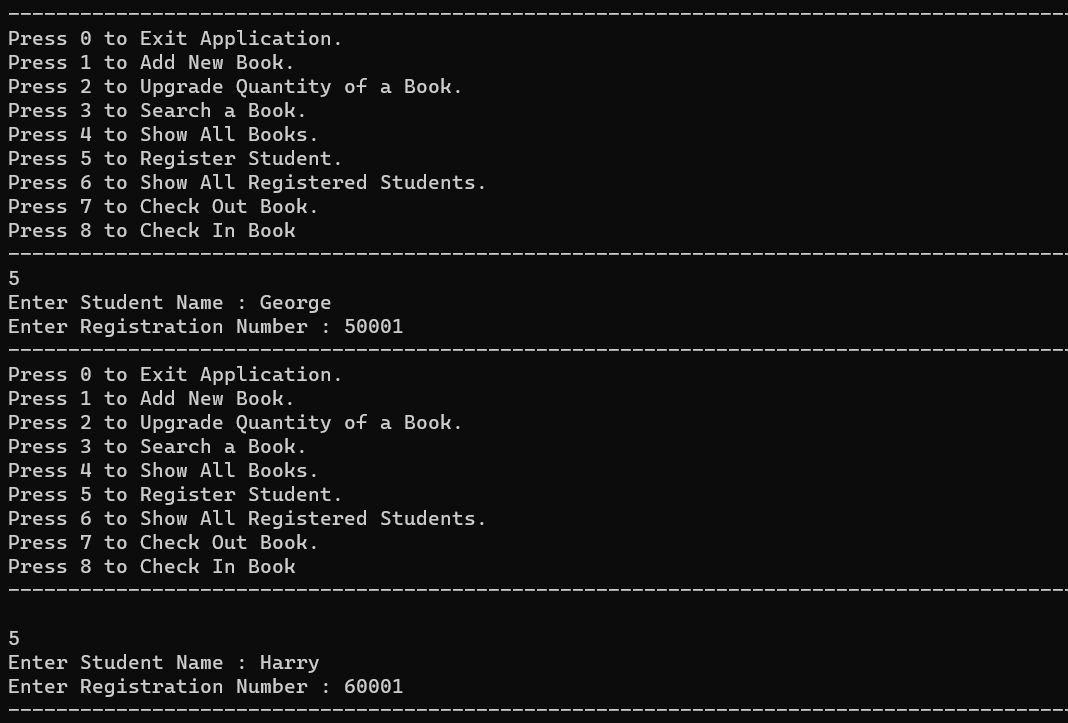 --------------------------------------------------------------------------------
Press 0 to Exit Application.
Press 1 to Add New Book.
Press 2 to Upgrade Quantity of a Book.
Press 3 to Search a Book.
Press 4 to Show All Books.
Press 5 to Register Student.
Press 6 to Show All Registered Students.
Press 7 to Check Out Book.
Press 8 to Check In Book
--------------------------------------------------------------------------------
5
Enter Student Name : George
Enter Registration Number : 50001
--------------------------------------------------------------------------------
Press 0 to Exit Application.
Press 1 to Add New Book.
Press 2 to Upgrade Quantity of a Book.
Press 3 to Search a Book.
Press 4 to Show All Books.
Press 5 to Register Student.
Press 6 to Show All Registered Students.
Press 7 to Check Out Book.
Press 8 to Check In Book
--------------------------------------------------------------------------------
5
Enter Student Name : Harry
Enter Registration Number : 60001
--------------------------------------------------------------------------------